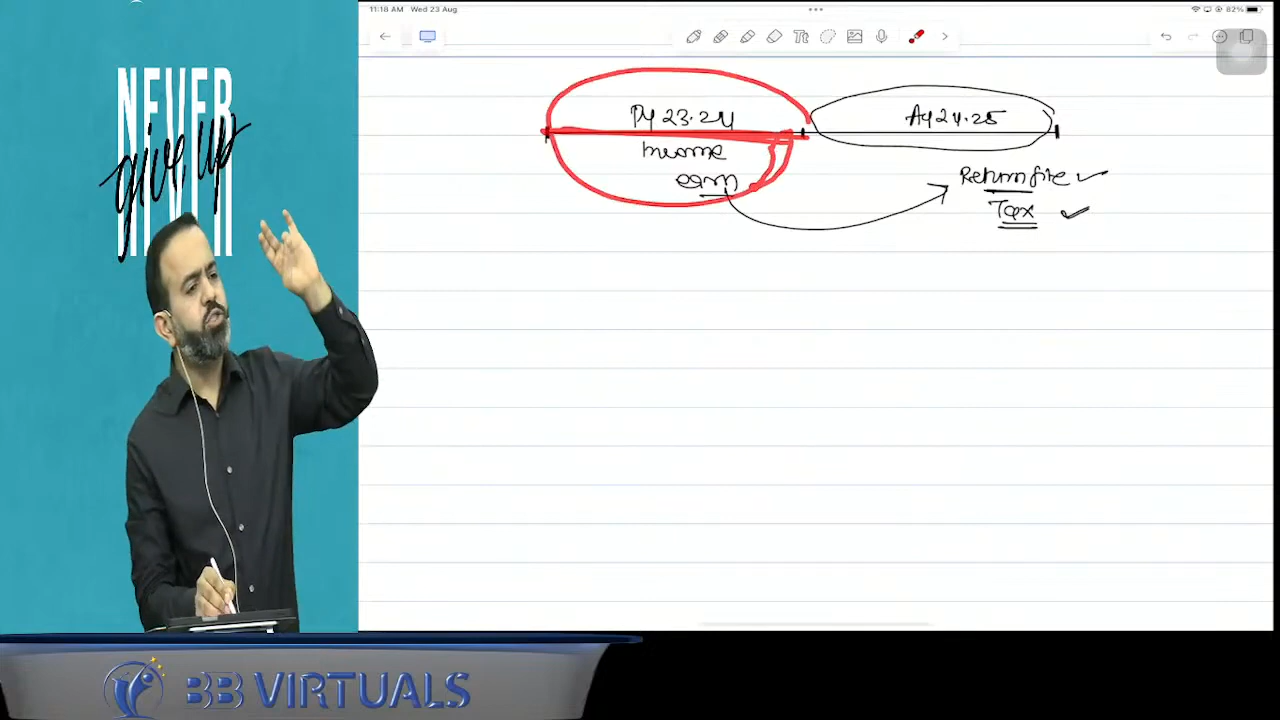 11:18 AM Wed 23 Aug
82%
NEVER
give up
NEVER
PY 23.24
AY 24.25
Income
earn
Return file
Tax
BB VIRTUALS